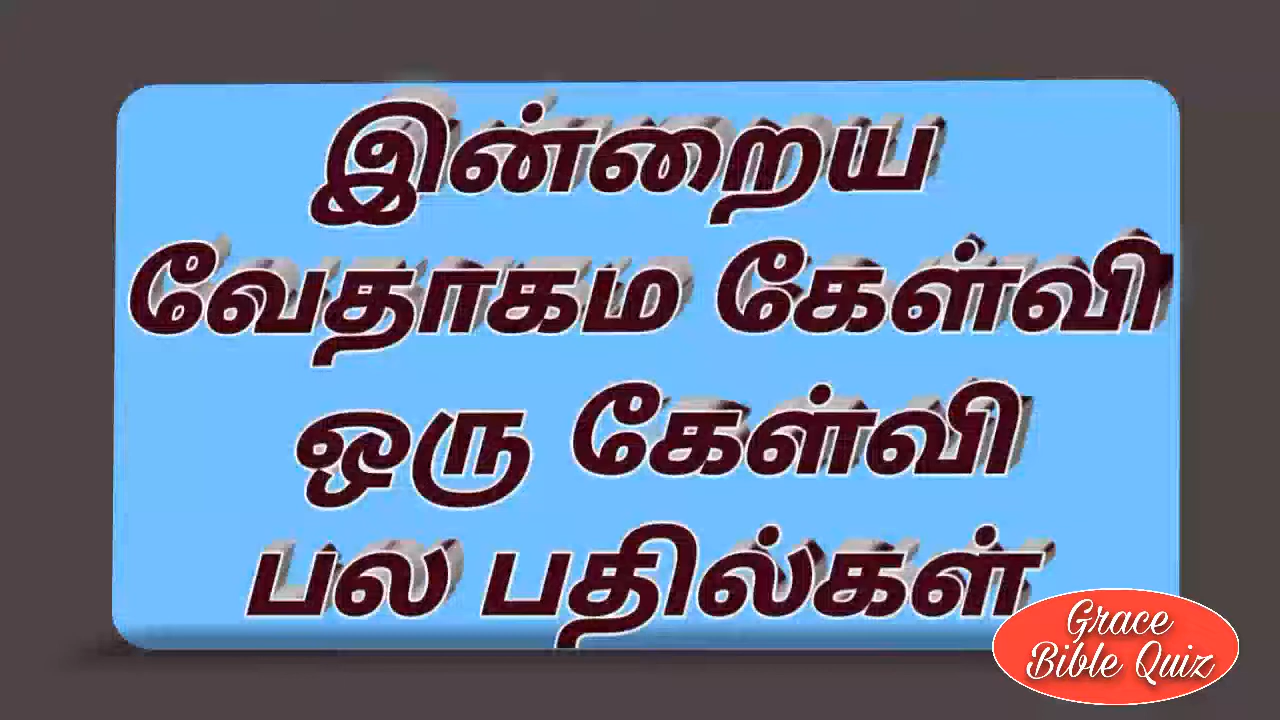 இன்றைய
வேதாகம கேள்வி
ஒரு கேள்வி
பல பதில்கள்
Grace
Bible Quiz